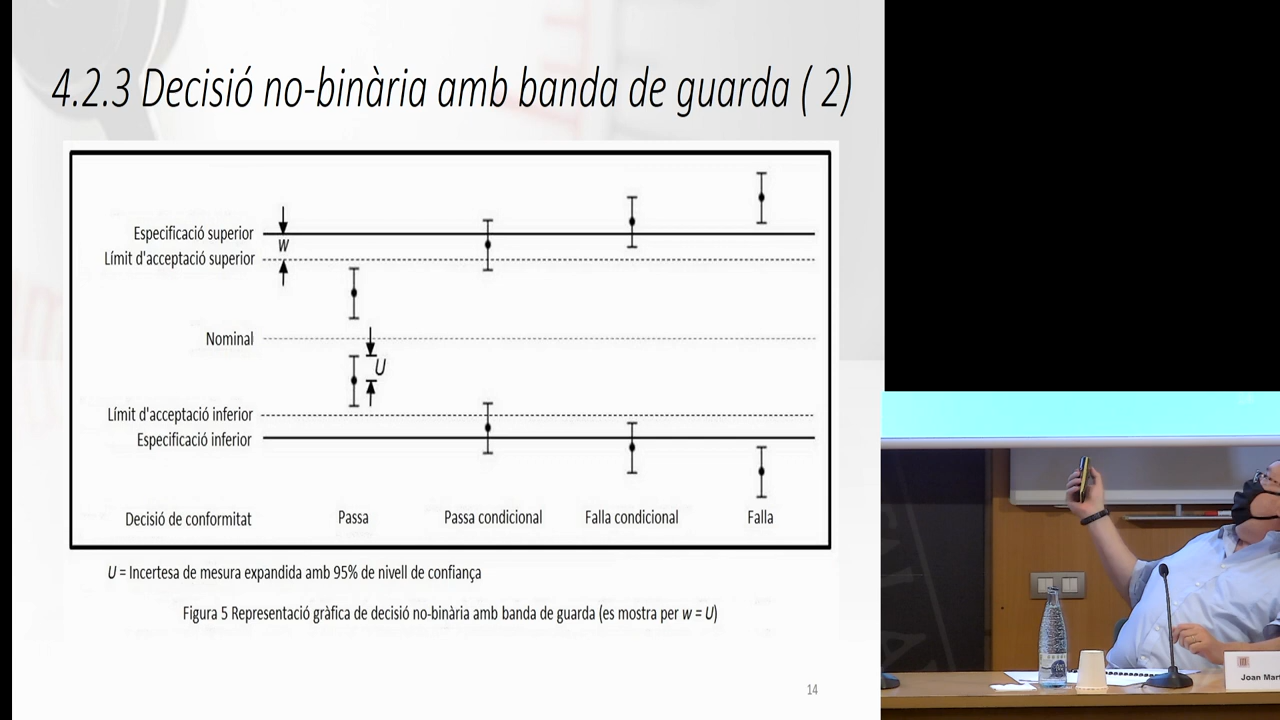 4.2.3 Decisió no-binària amb banda de guarda ( 2)
Especificació superior
w
Límit d'acceptació superior
Nominal
U
Límit d'acceptació inferior
Especificació inferior
Decisió de conformitat
Passa
Passa condicional
Falla condicional
Falla
U = Incertesa de mesura expandida amb 95% de nivell de confiança
Figura 5 Representació gràfica de decisió no-binària amb banda de guarda (es mostra per w = U)
14
Joan Mart